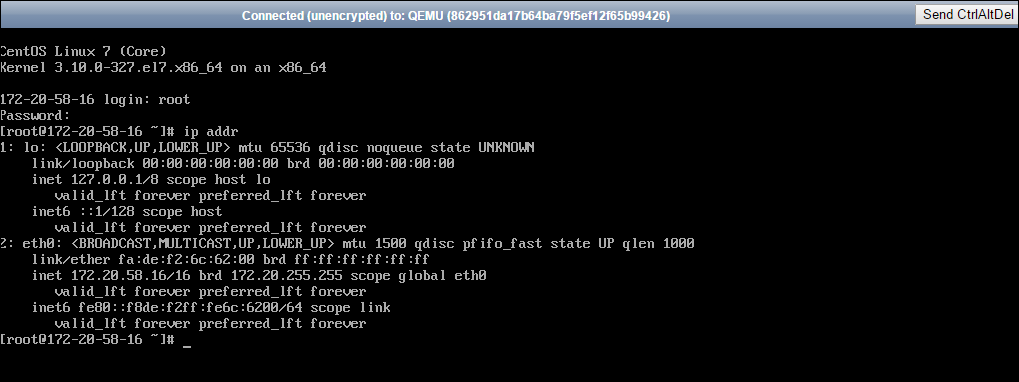 Connected (unencrypted) to: QEMU (862951da17b64ba79f5ef12f65b99426)
Send CtrlAltDel
CentOS Linux 7 (Core)
Kernel 3.10.0-327.el7.x86_64 on an x86_64
172-20-58-16 login: root
Password:
[root@172-20-58-16 ~]# ip addr
1: lo: <LOOPBACK,UP,LOWER_UP> mtu 65536 qdisc noqueue state UNKNOWN
link/loopback 00:00:00:00:00:00 brd 00:00:00:00:00:00
inet 127.0.0.1/8 scope host lo
valid_lft forever preferred_lft forever
inet6 ::1/128 scope host
valid_lft forever preferred_lft forever
2: eth0: <BROADCAST,MULTICAST,UP,LOWER_UP> mtu 1500 qdisc pfifo_fast state UP qlen 1000
link/ether fa:de:f2:6c:62:00 brd ff:ff:ff:ff:ff:ff
inet 172.20.58.16/16 brd 172.20.255.255 scope global eth0
valid_lft forever preferred_lft forever
inet6 fe80::f8de:f2ff:fe6c:6200/64 scope link
valid_lft forever preferred_lft forever
[root@172-20-58-16 ~]# _